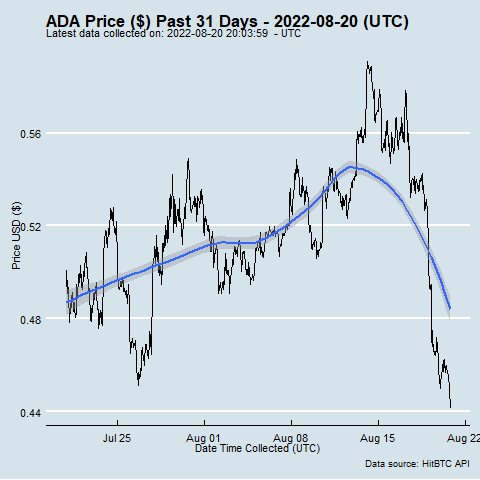 ADA Price ($) Past 31 Days - 2022-08-20 (UTC)
Latest data collected on: 2022-08-20 20:03:59 - UTC
0.56
0.52
0.48
0.44
Price USD ($)
Jul 25 Aug 01 Aug 08 Aug 15 Aug 22
Date Time Collected (UTC)
Data source: HitBTC API